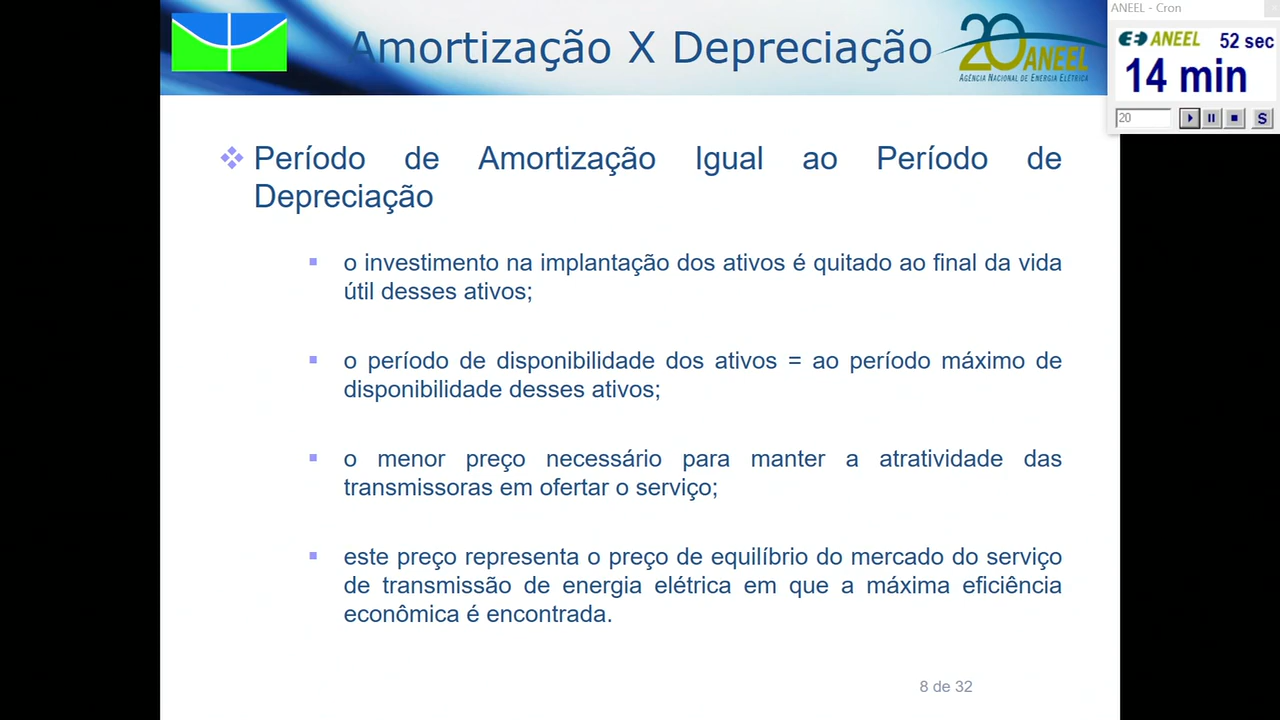 Amortização X Depreciação
20
ANEEL
AGÊNCIA NACIONAL DE ENERGIA ELÉTRICA
ANEEL - Cron
ANEEL 52 sec
14 min
20
S
Período de Amortização Igual ao Período de
Depreciação
o investimento na implantação dos ativos é quitado ao final da vida
útil desses ativos;
o período de disponibilidade dos ativos = ao período máximo de
disponibilidade desses ativos;
o menor preço necessário para manter a atratividade das
transmissoras em ofertar o serviço;
este preço representa o preço de equilíbrio do mercado do serviço
de transmissão de energia elétrica em que a máxima eficiência
econômica é encontrada.
8 de 32